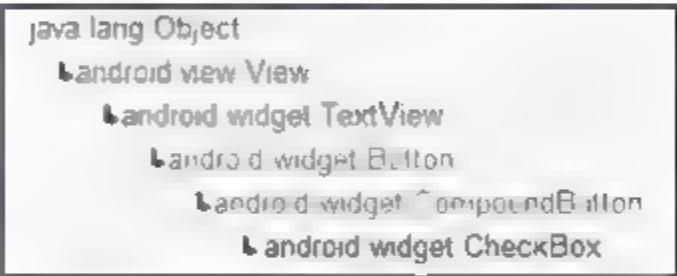 java lang Object
android view View
android widget TextView
android widget Button
android widget CompoundButton
android widget CheckBox